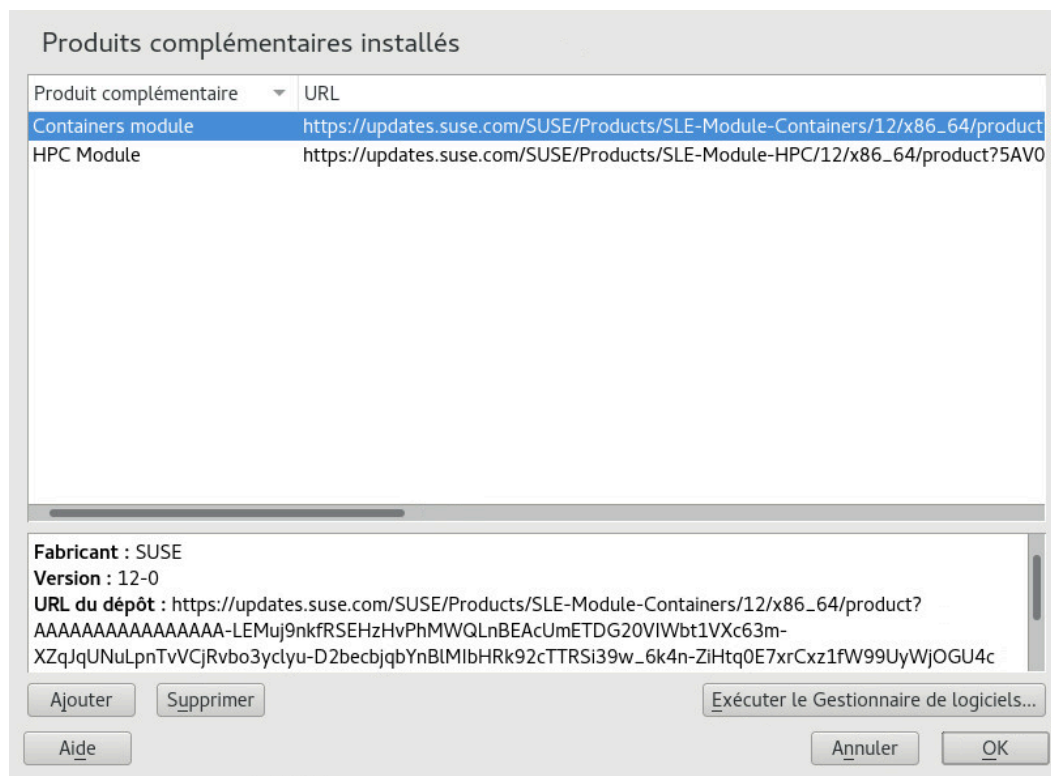 Produits complémentaires installés
Produit complémentaire URL
Containers module https://updates.suse.com/SUSE/Products/SLE-Module-Containers/12/x86_64/product
HPC Module https://updates.suse.com/SUSE/Products/SLE-Module-HPC/12/x86_64/product?5AV0
Fabricant : SUSE
Version : 12-0
URL du dépôt : https://updates.suse.com/SUSE/Products/SLE-Module-Containers/12/x86_64/product?
AAAAAAAAAAAAAAAA-LEMuj9nkfRSEHzHvPhMWQLnBEAcUmETDG20VIWbt1VXc63m-
XZqJqUNuLpnTvVCjRvbo3yclyu-D2becbjqbYnBlMIbHRk92cTTRSi39w_6k4n-ZiHtq0E7xrCxz1fW99UyWjOGU4c
Ajouter Supprimer Exécuter le Gestionnaire de logiciels...
Aide Annuler OK